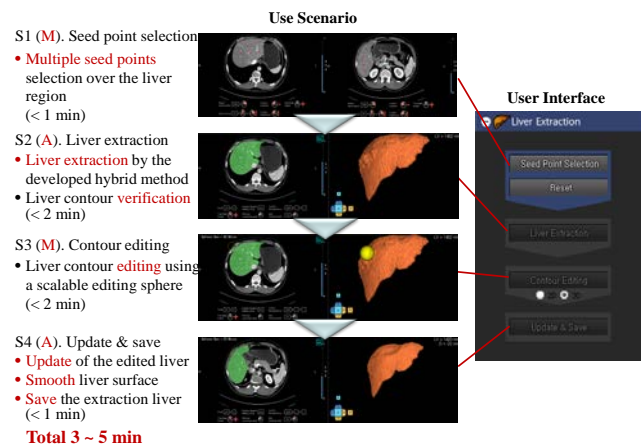 Use Scenario
S1 (M). Seed point selection
• Multiple seed points
selection over the liver
region
(< 1 min)
S2 (A). Liver extraction
• Liver extraction by the
developed hybrid method
• Liver contour verification
(< 2 min)
S3 (M). Contour editing
• Liver contour editing using
a scalable editing sphere
(< 2 min)
S4 (A). Update & save
• Update of the edited liver
• Smooth liver surface
• Save the extraction liver
(< 1 min)
Total 3 ~ 5 min
User Interface
Liver Extraction
Seed Point Selection
Reset
Liver Extraction
Contour Editing
Update & Save